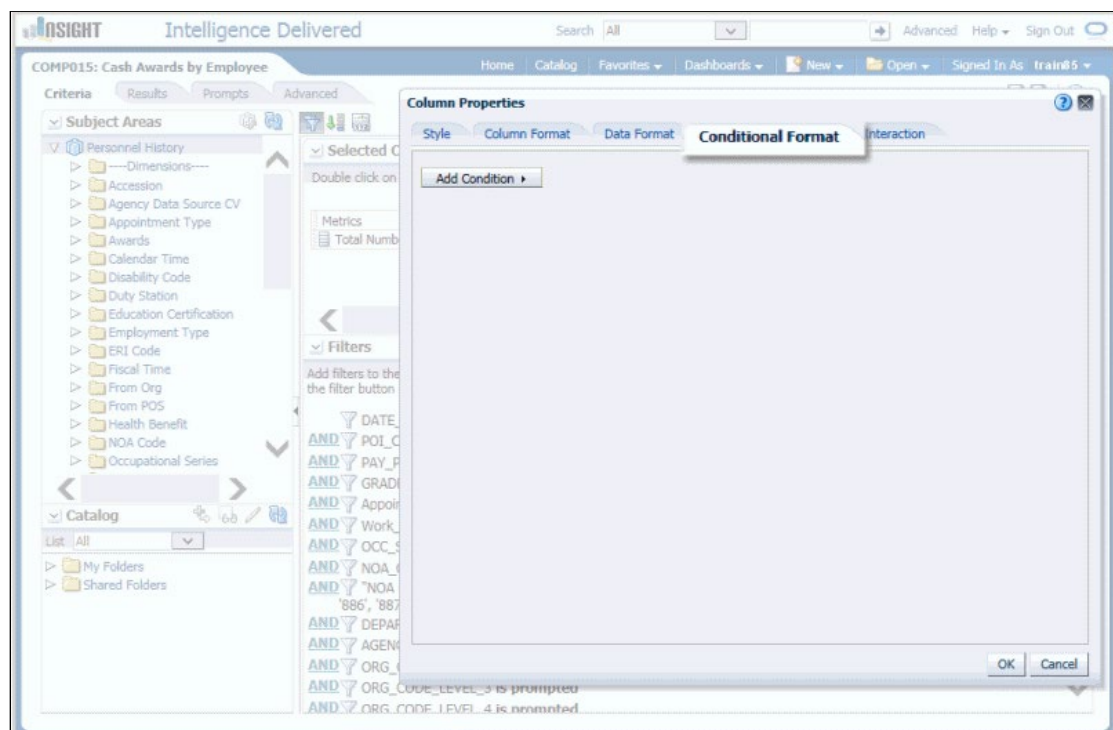 INSIGHT Intelligence Delivered Search All Advanced Help Sign Out
COMP015: Cash Awards by Employee Home Catalog Favorites Dashboards New Open Signed In As train85
Criteria Results Prompts Advanced
Column Properties
Style Column Format Data Format Conditional Format Interaction
Add Condition
OK Cancel
Subject Areas
Personnel History
----Dimensions----
Accession
Agency Data Source CV
Appointment Type
Awards
Calendar Time
Disability Code
Duty Station
Education Certification
Employment Type
ERI Code
Fiscal Time
From Org
From POS
Health Benefit
NOA Code
Occupational Series
Catalog
List All
My Folders
Shared Folders
Selected C
Double click on
Metrics
Total Numb
Filters
Add filters to the
the filter button
DATE_
AND POI_C
AND PAY_P
AND GRAD
AND Appoin
AND Work_
AND OCC_S
AND NOA_
AND "NOA
'886', '887
AND DEPAR
AND AGEN
AND ORG_
AND ORG_CODE_LEVEL_3 is prompted
AND ORG_CODE_LEVEL_4 is prompted